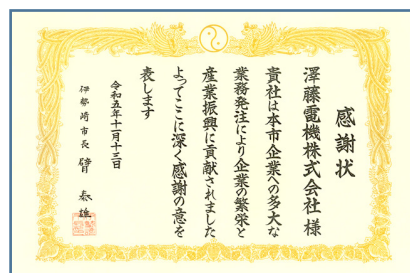 感謝状
澤藤電機株式会社 様
貴社は本市企業への多大な
業務発注により企業の繁栄と
産業振興に貢献されました
よってここに深く感謝の意を
表します
令和五年十一月十三日
伊勢崎市長 臂 泰雄